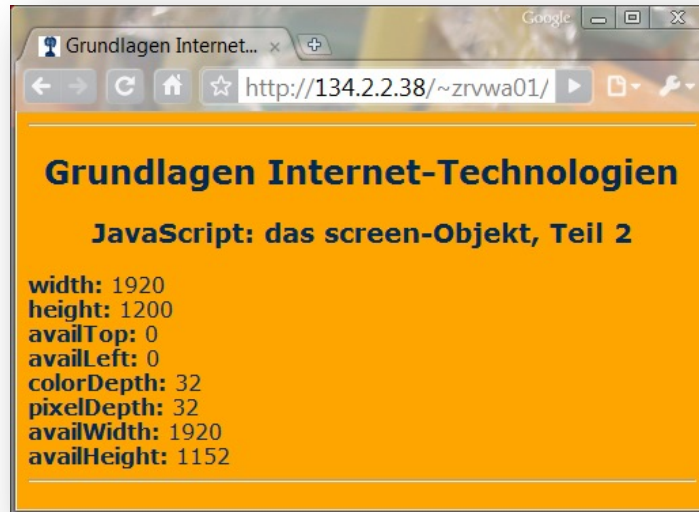 Google
Grundlagen Internet...
http://134.2.2.38/~zrvwa01/
Grundlagen Internet-Technologien
JavaScript: das screen-Objekt, Teil 2
width: 1920
height: 1200
availTop: 0
availLeft: 0
colorDepth: 32
pixelDepth: 32
availWidth: 1920
availHeight: 1152